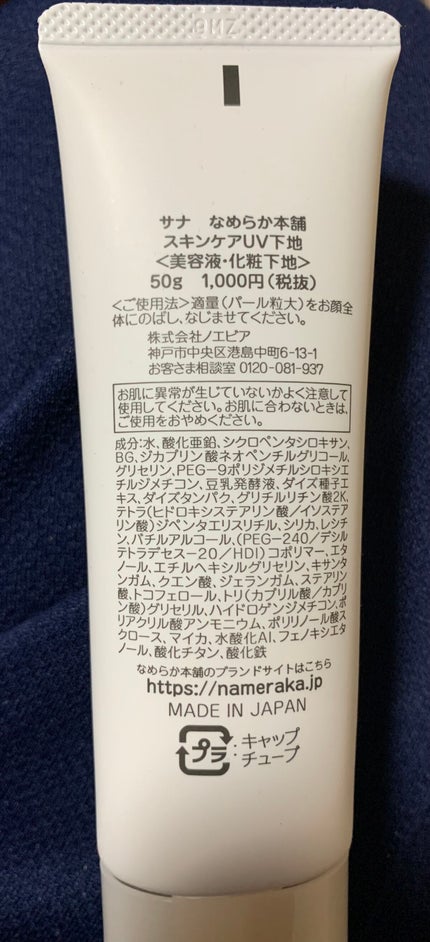 サナ　なめらか本舗
スキンケアUV下地
＜美容液・化粧下地＞
50g　1,000円(税抜)
＜ご使用法＞適量(パール粒大)をお顔全
体にのばし、なじませてください。
株式会社ノエビア
神戸市中央区港島中町6-13-1
お客さま相談室 0120-081-937
お肌に異常が生じていないかよく注意して
使用してください。お肌に合わないときは、
ご使用をおやめください。
成分:水、酸化亜鉛、シクロペンタシロキサン、
BG、ジカプリン酸ネオペンチルグリコール、
グリセリン、PEG-9ポリジメチルシロキシエ
チルジメチコン、豆乳発酵液、ダイズ種子エ
キス、ダイズタンパク、グリチルリチン酸2K、
テトラ(ヒドロキシステアリン酸／イソステア
リン酸)ジペンタエリスリチル、シリカ、レシチ
ン、バチルアルコール、(PEG-240／デシル
テトラデセス-20／HDI)コポリマー、エタ
ノール、エチルヘキシルグリセリン、キサンタ
ンガム、クエン酸、ジェランガム、ステアリン
酸、トコフェロール、トリ(カプリル酸／カプリ
ン酸)グリセリル、ハイドロゲンジメチコン、ポ
リアクリル酸アンモニウム、ポリリノール酸ス
クロース、マイカ、水酸化Al、フェノキシエタ
ノール、酸化チタン、酸化鉄
なめらか本舗のブランドサイトはこちら
https://nameraka.jp
MADE IN JAPAN
プラ:キャップ
チューブ